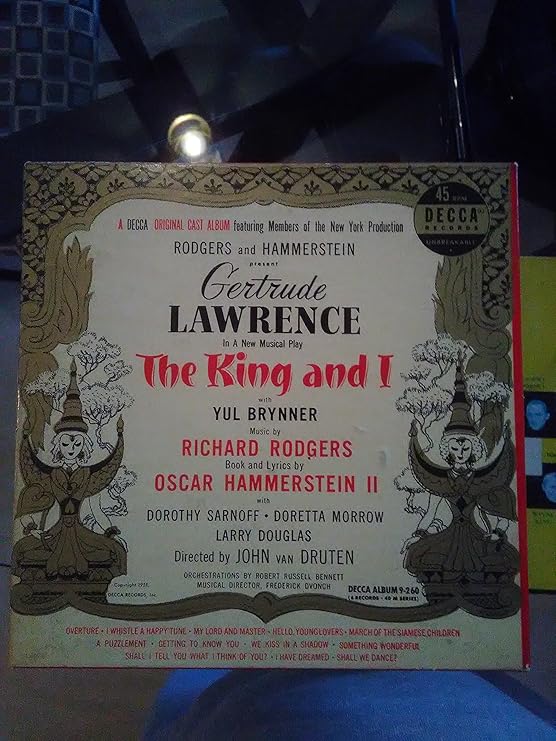 45 RPM
DECCA
RECORDS
UNBREAKABLE
A DECCA ORIGINAL CAST ALBUM featuring Members of the New York Production
RODGERS and HAMMERSTEIN
present
Gertrude
LAWRENCE
In A New Musical Play
The King and I
with
YUL BRYNNER
Music by
RICHARD RODGERS
Book and Lyrics by
OSCAR HAMMERSTEIN II
with
DOROTHY SARNOFF • DORETTA MORROW
LARRY DOUGLAS
Directed by JOHN VAN DRUTEN
ORCHESTRATIONS BY ROBERT RUSSELL BENNETT
MUSICAL DIRECTOR, FREDERICK DVONCH
Copyright 1951,
DECCA RECORDS, Inc.
DECCA ALBUM 9-260
OVERTURE • I WHISTLE A HAPPY TUNE • MY LORD AND MASTER • HELLO, YOUNG LOVERS • MARCH OF THE SIAMESE CHILDREN
A PUZZLEMENT • GETTING TO KNOW YOU • WE KISS IN A SHADOW • SOMETHING WONDERFUL
SHALL I TELL YOU WHAT I THINK OF YOU? • I HAVE DREAMED • SHALL WE DANCE?